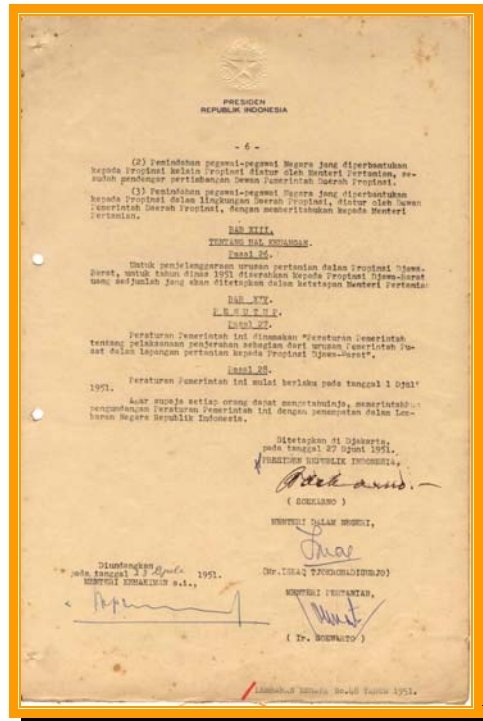 PRESIDEN
REPUBLIK INDONESIA
- 6 -
(2) Pemindahan pegawai-pegawai Negara jang diperbantukan
kepada Propinsi kelain Propinsi diatur oleh Menteri Pertanian, se-
sudah pendengar pertimbangan Dewan Pemerintah Daerah Propinsi.
(3) Pemindahan pegawai-pegawai Negara jang diperbantukan
kepada Propinsi dalam lingkungan Daerah Propinsi, diatur oleh Dewan
Pemerintah Daerah Propinsi, dengan memberitahukan kepada Menteri
Pertanian.
BAB XIII.
TENTANG HAL KEUANGAN.
Pasal 26.
Untuk penjelenggaraan urusan pertanian dalam Propinsi Djawa-
Barat, untuk tahun dinas 1951 diserahkan kepada Propinsi Djawa-Barat
uang sedjumlah jang akan ditetapkan dalam ketetapan Menteri Pertanian
BAB XIV.
P E N U T U P.
Pasal 27.
Peraturan Pemerintah ini dinamakan "Peraturan Pemerintah
tentang pelaksanaan penjerahan sebagian dari urusan Pemerintah Pu-
sat dalam lapangan pertanian kepada Propinsi Djawa-Barat".
Pasal 28.
Peraturan Pemerintah ini mulai berlaku pada tanggal 1 Djuli
1951.
Agar supaja setiap orang dapat mengetahuinja, memerintahkan
pengundangan Peraturan Pemerintah ini dengan penempatan dalam Lem-
baran Negara Republik Indonesia.
Ditetapkan di Djakarta,
pada tanggal 27 Djuni 1951.
PRESIDEN REPUBLIK INDONESIA,
( SOEKARNO )
MENTERI DALAM NEGERI,
(Mr.ISKAQ TJOKROHADISURJO)
Diundangkan
pada tanggal 23 Djuli 1951.
MENTERI KEHAKIMAN a.i.,
MENTERI PERTANIAN,
( Ir. SOEWARTO )
LEMBARAN NEGARA No.48 TAHUN 1951.